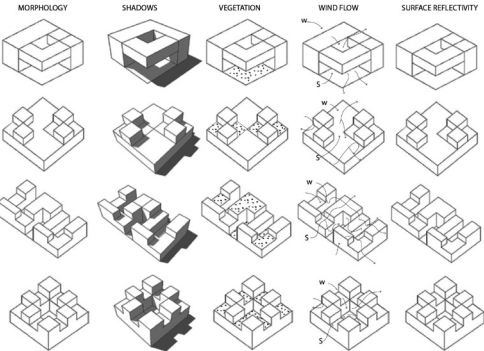 MORPHOLOGY
SHADOWS
VEGETATION
WIND FLOW
SURFACE REFLECTIVITY
W
S
W
S
W
S
W
S